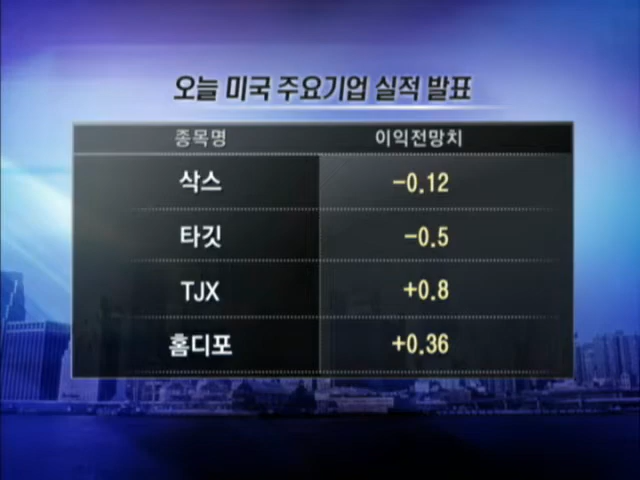 오늘 미국 주요기업 실적 발표
종목명 이익전망치
삭스 -0.12
타깃 -0.5
TJX +0.8
홈디포 +0.36